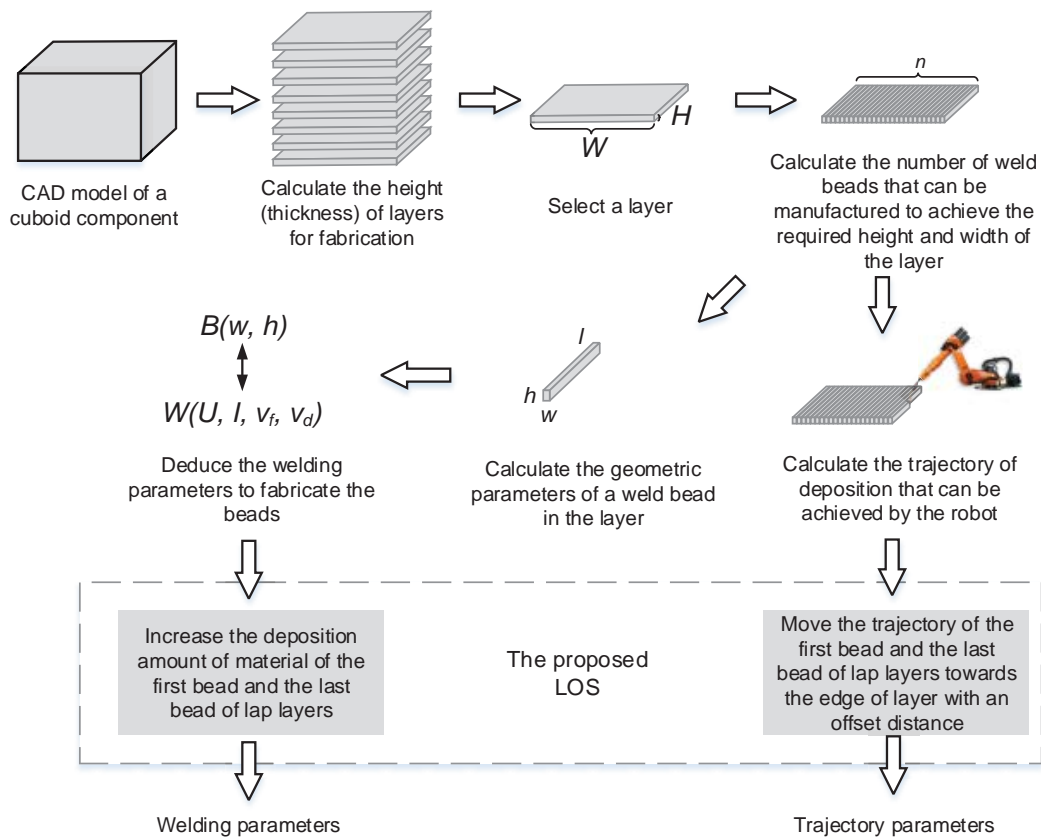 CAD model of a
cuboid component
Calculate the height
(thickness) of layers
for fabrication
W
H
Select a layer
n
Calculate the number of weld
beads that can be
manufactured to achieve the
required height and width of
the layer
B(w, h)
W(U, I, v_f, v_d)
Deduce the welding
parameters to fabricate the
beads
l
h
w
Calculate the geometric
parameters of a weld bead
in the layer
Calculate the trajectory of
deposition that can be
achieved by the robot
Increase the deposition
amount of material of the
first bead and the last
bead of lap layers
The proposed
LOS
Move the trajectory of the
first bead and the last
bead of lap layers towards
the edge of layer with an
offset distance
Welding parameters
Trajectory parameters